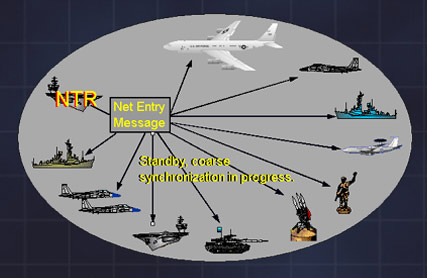 NTR
Net Entry
Message
Standby, coarse
synchronization in progress.